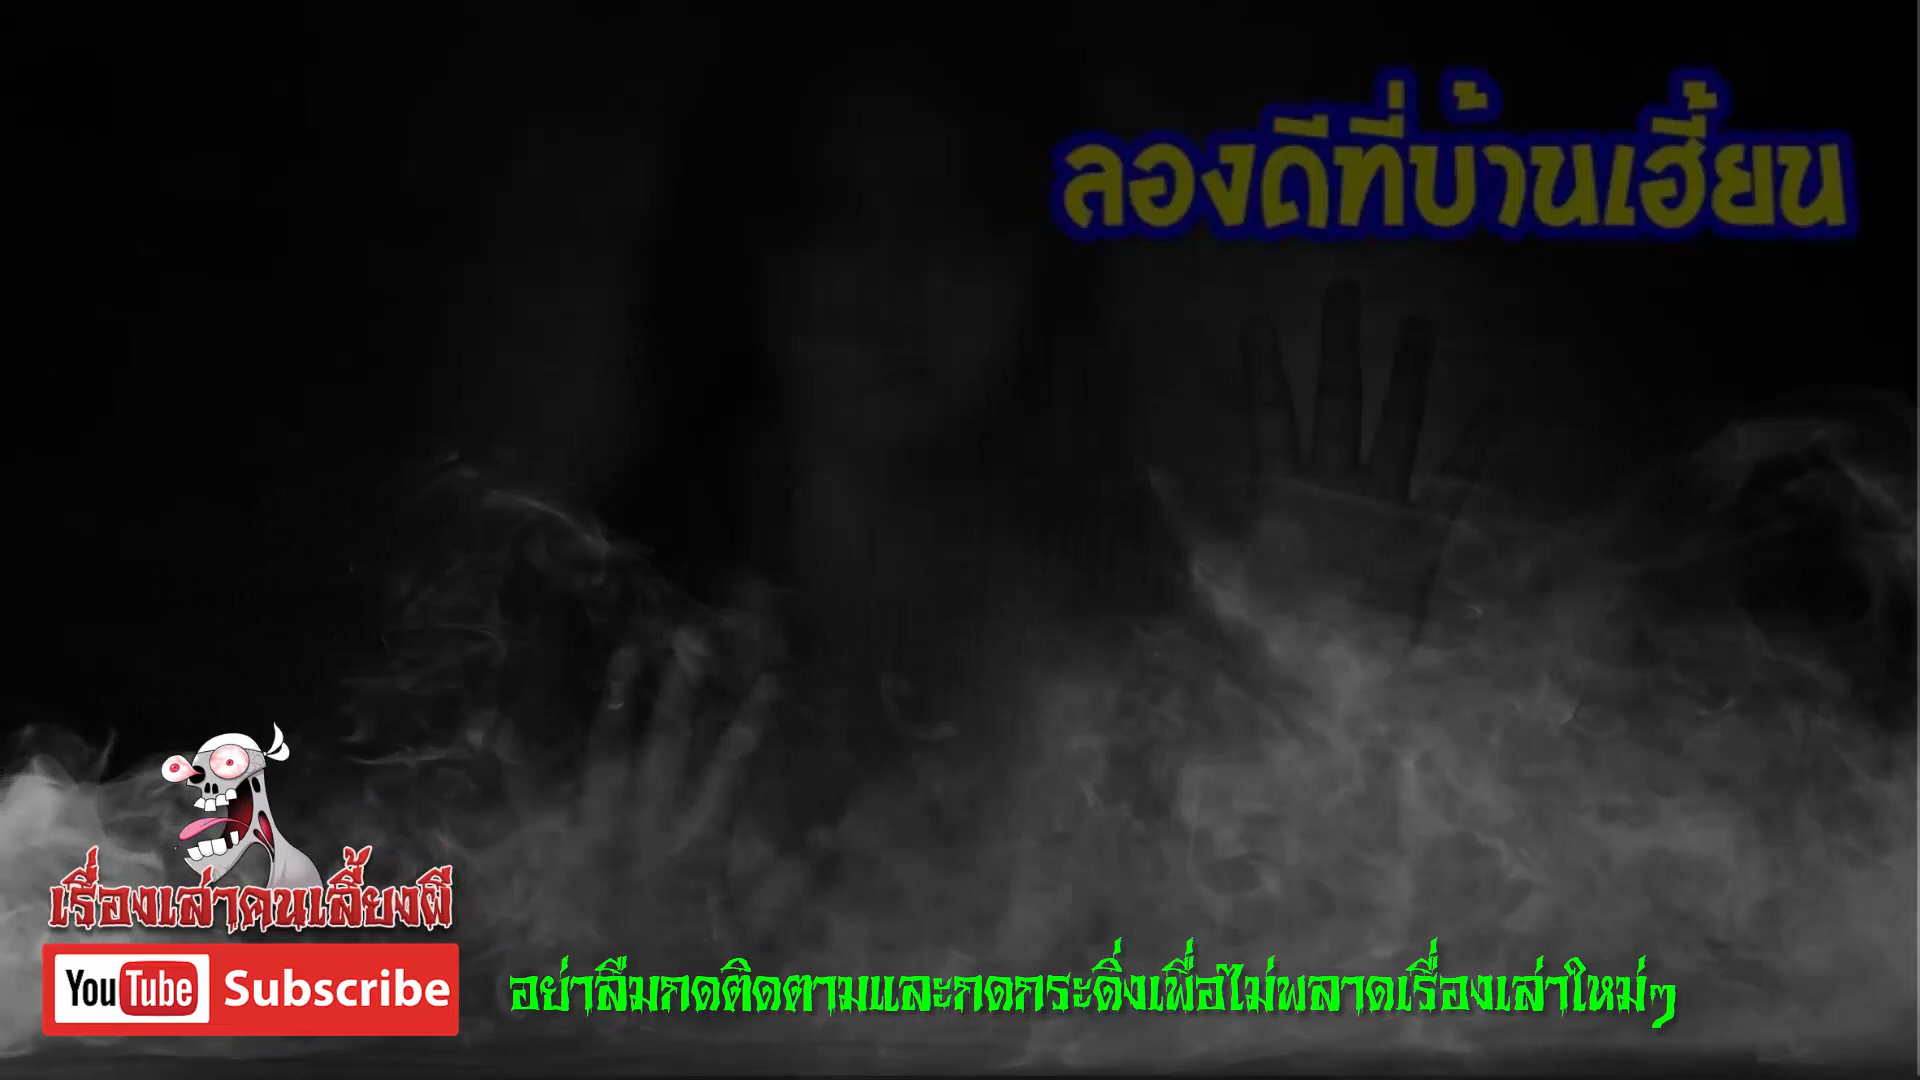 ลองดีที่บ้านเฮี้ยน
เรื่องเล่าคนเลี้ยงผี
YouTube Subscribe
อย่าลืมกดติดตามและกดกระดิ่งเพื่อไม่พลาดเรื่องเล่าใหม่ๆ